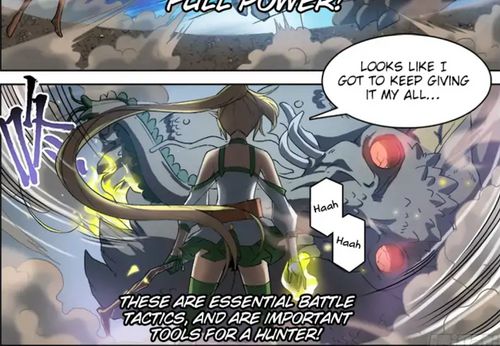 FULL POWER!
LOOKS LIKE I
GOT TO KEEP GIVING
IT MY ALL...
Haah
Haah
THESE ARE ESSENTIAL BATTLE
TACTICS, AND ARE IMPORTANT
TOOLS FOR A HUNTER!